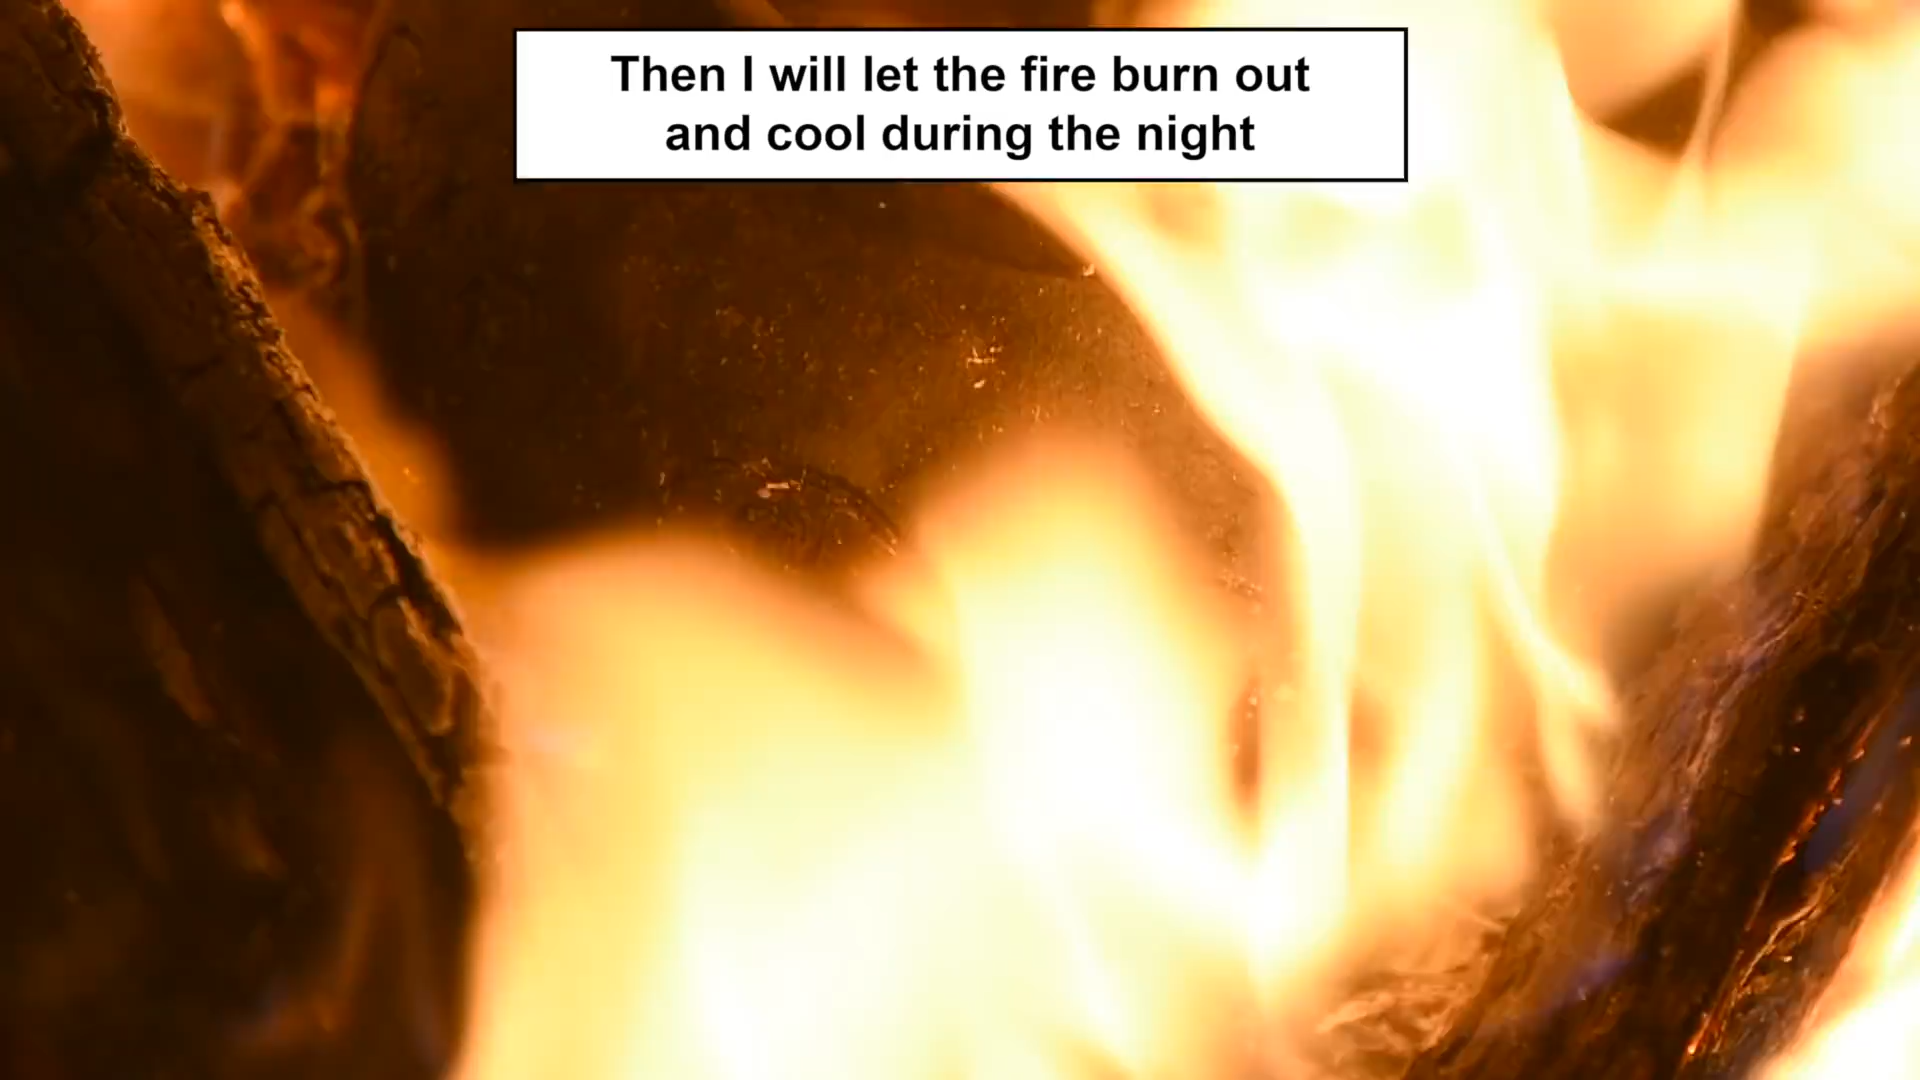 Then I will let the fire burn out
and cool during the night